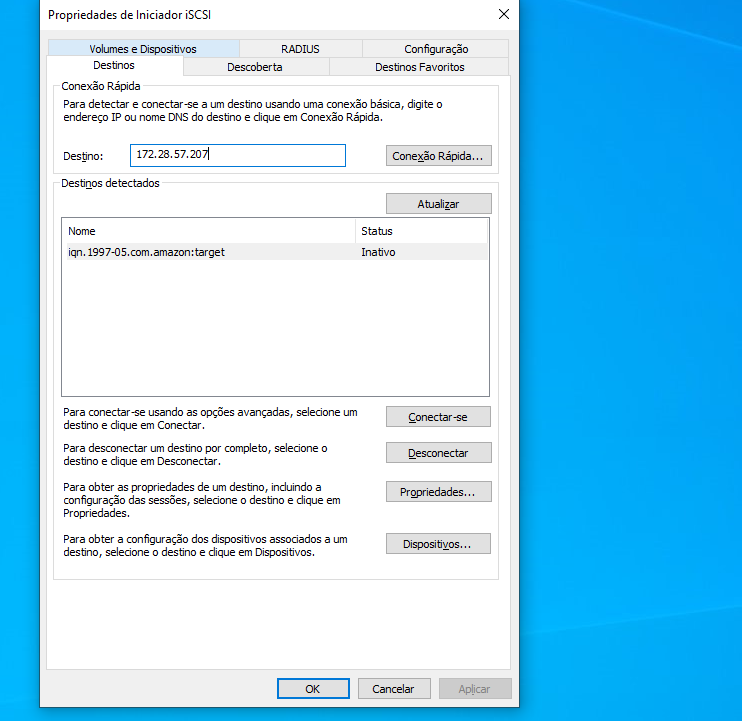 Propriedades de Iniciador iSCSI
Volumes e Dispositivos RADIUS Configuração
Destinos Descoberta Destinos Favoritos
Conexão Rápida
Para detectar e conectar-se a um destino usando uma conexão básica, digite o
endereço IP ou nome DNS do destino e clique em Conexão Rápida.
Destino: 172.28.57.207 Conexão Rápida...
Destinos detectados
Atualizar
Nome Status
iqn.1997-05.com.amazon:target Inativo
Para conectar-se usando as opções avançadas, selecione um
destino e clique em Conectar.
Conectar-se
Para desconectar um destino por completo, selecione o
destino e clique em Desconectar.
Desconectar
Para obter as propriedades de um destino, incluindo a
configuração das sessões, selecione o destino e clique em
Propriedades.
Propriedades...
Para obter a configuração dos dispositivos associados a um
destino, selecione o destino e clique em Dispositivos.
Dispositivos...
OK Cancelar Aplicar